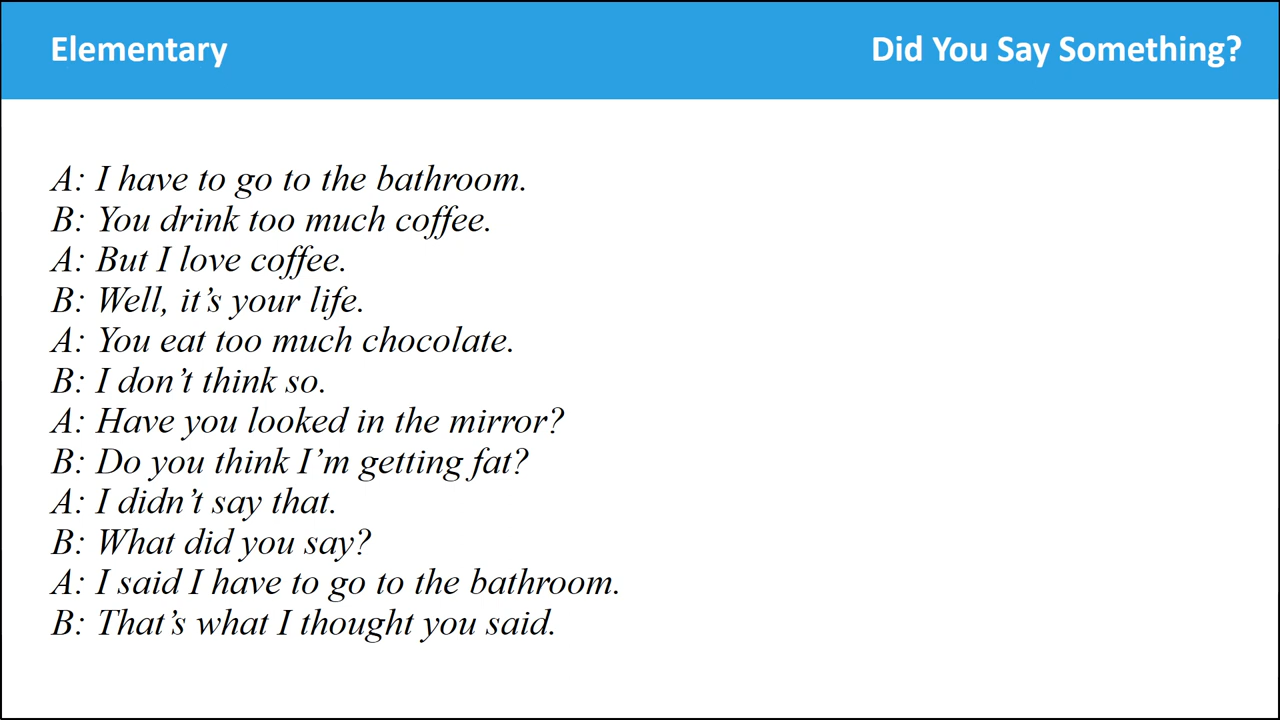 Elementary
Did You Say Something?
A: I have to go to the bathroom.
B: You drink too much coffee.
A: But I love coffee.
B: Well, it’s your life.
A: You eat too much chocolate.
B: I don’t think so.
A: Have you looked in the mirror?
B: Do you think I’m getting fat?
A: I didn’t say that.
B: What did you say?
A: I said I have to go to the bathroom.
B: That’s what I thought you said.